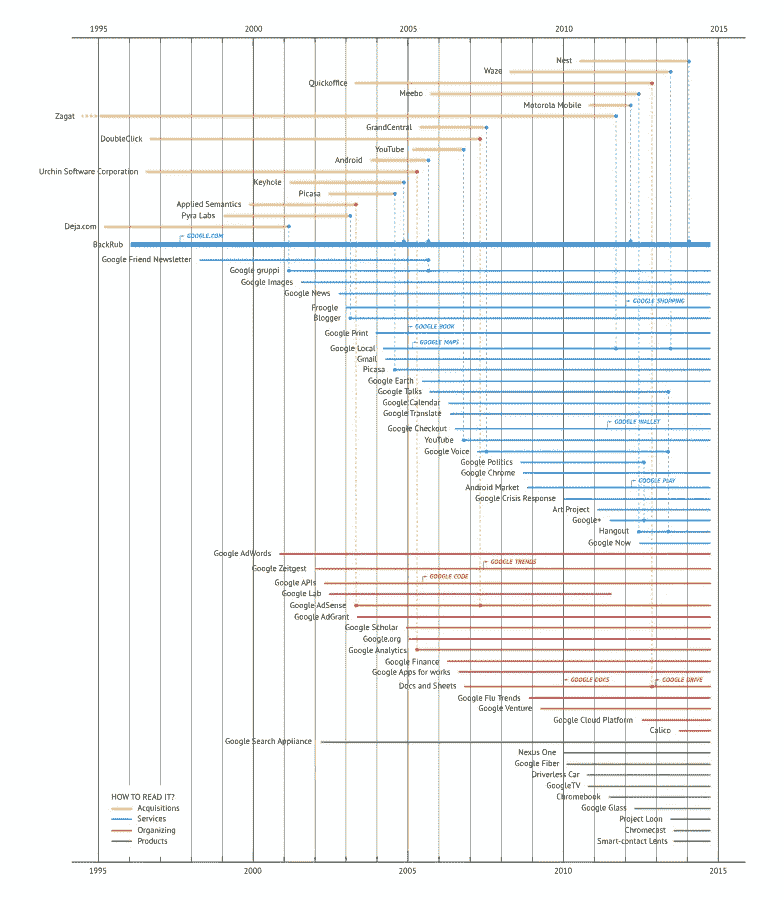 1995 2000 2005 2010 2015
Nest
Waze
Quickoffice
Meebo
Motorola Mobile
Zagat
GrandCentral
DoubleClick
YouTube
Android
Urchin Software Corporation
Keyhole
Picasa
Applied Semantics
Pyra Labs
Deja.com
GOOGLE.COM
BackRub
Google Friend Newsletter
Google gruppi
Google Images
Google News
GOOGLE SHOPPING
Froogle
Blogger
GOOGLE BOOK
Google Print
GOOGLE MAPS
Google Local
Gmail
Picasa
Google Earth
Google Talks
Google Calendar
Google Translate
GOOGLE WALLET
Google Checkout
YouTube
Google Voice
Google Politics
Google Chrome
GOOGLE PLAY
Android Market
Google Crisis Response
Art Project
Google+
Hangout
Google Now
Google AdWords
GOOGLE TRENDS
Google Zeitgest
GOOGLE CODE
Google APIs
Google Lab
Google AdSense
Google AdGrant
Google Scholar
Google.org
Google Analytics
Google Finance
Google Apps for works
GOOGLE DOCS GOOGLE DRIVE
Docs and Sheets
Google Flu Trends
Google Venture
Google Cloud Platform
Calico
Google Search Appliance
Nexus One
Google Fiber
Driverless Car
GoogleTV
Chromebook
Google Glass
Project Loon
Chromecast
Smart-contact Lents
HOW TO READ IT?
Acquisitions
Services
Organizing
Products
1995 2000 2005 2010 2015